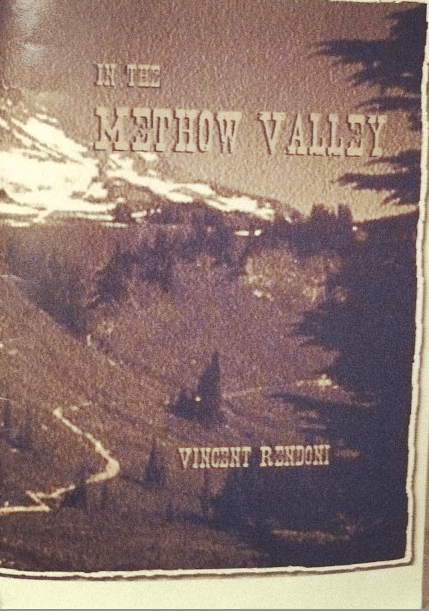 IN THE
METHOW VALLEY
VINCENT RENDONI